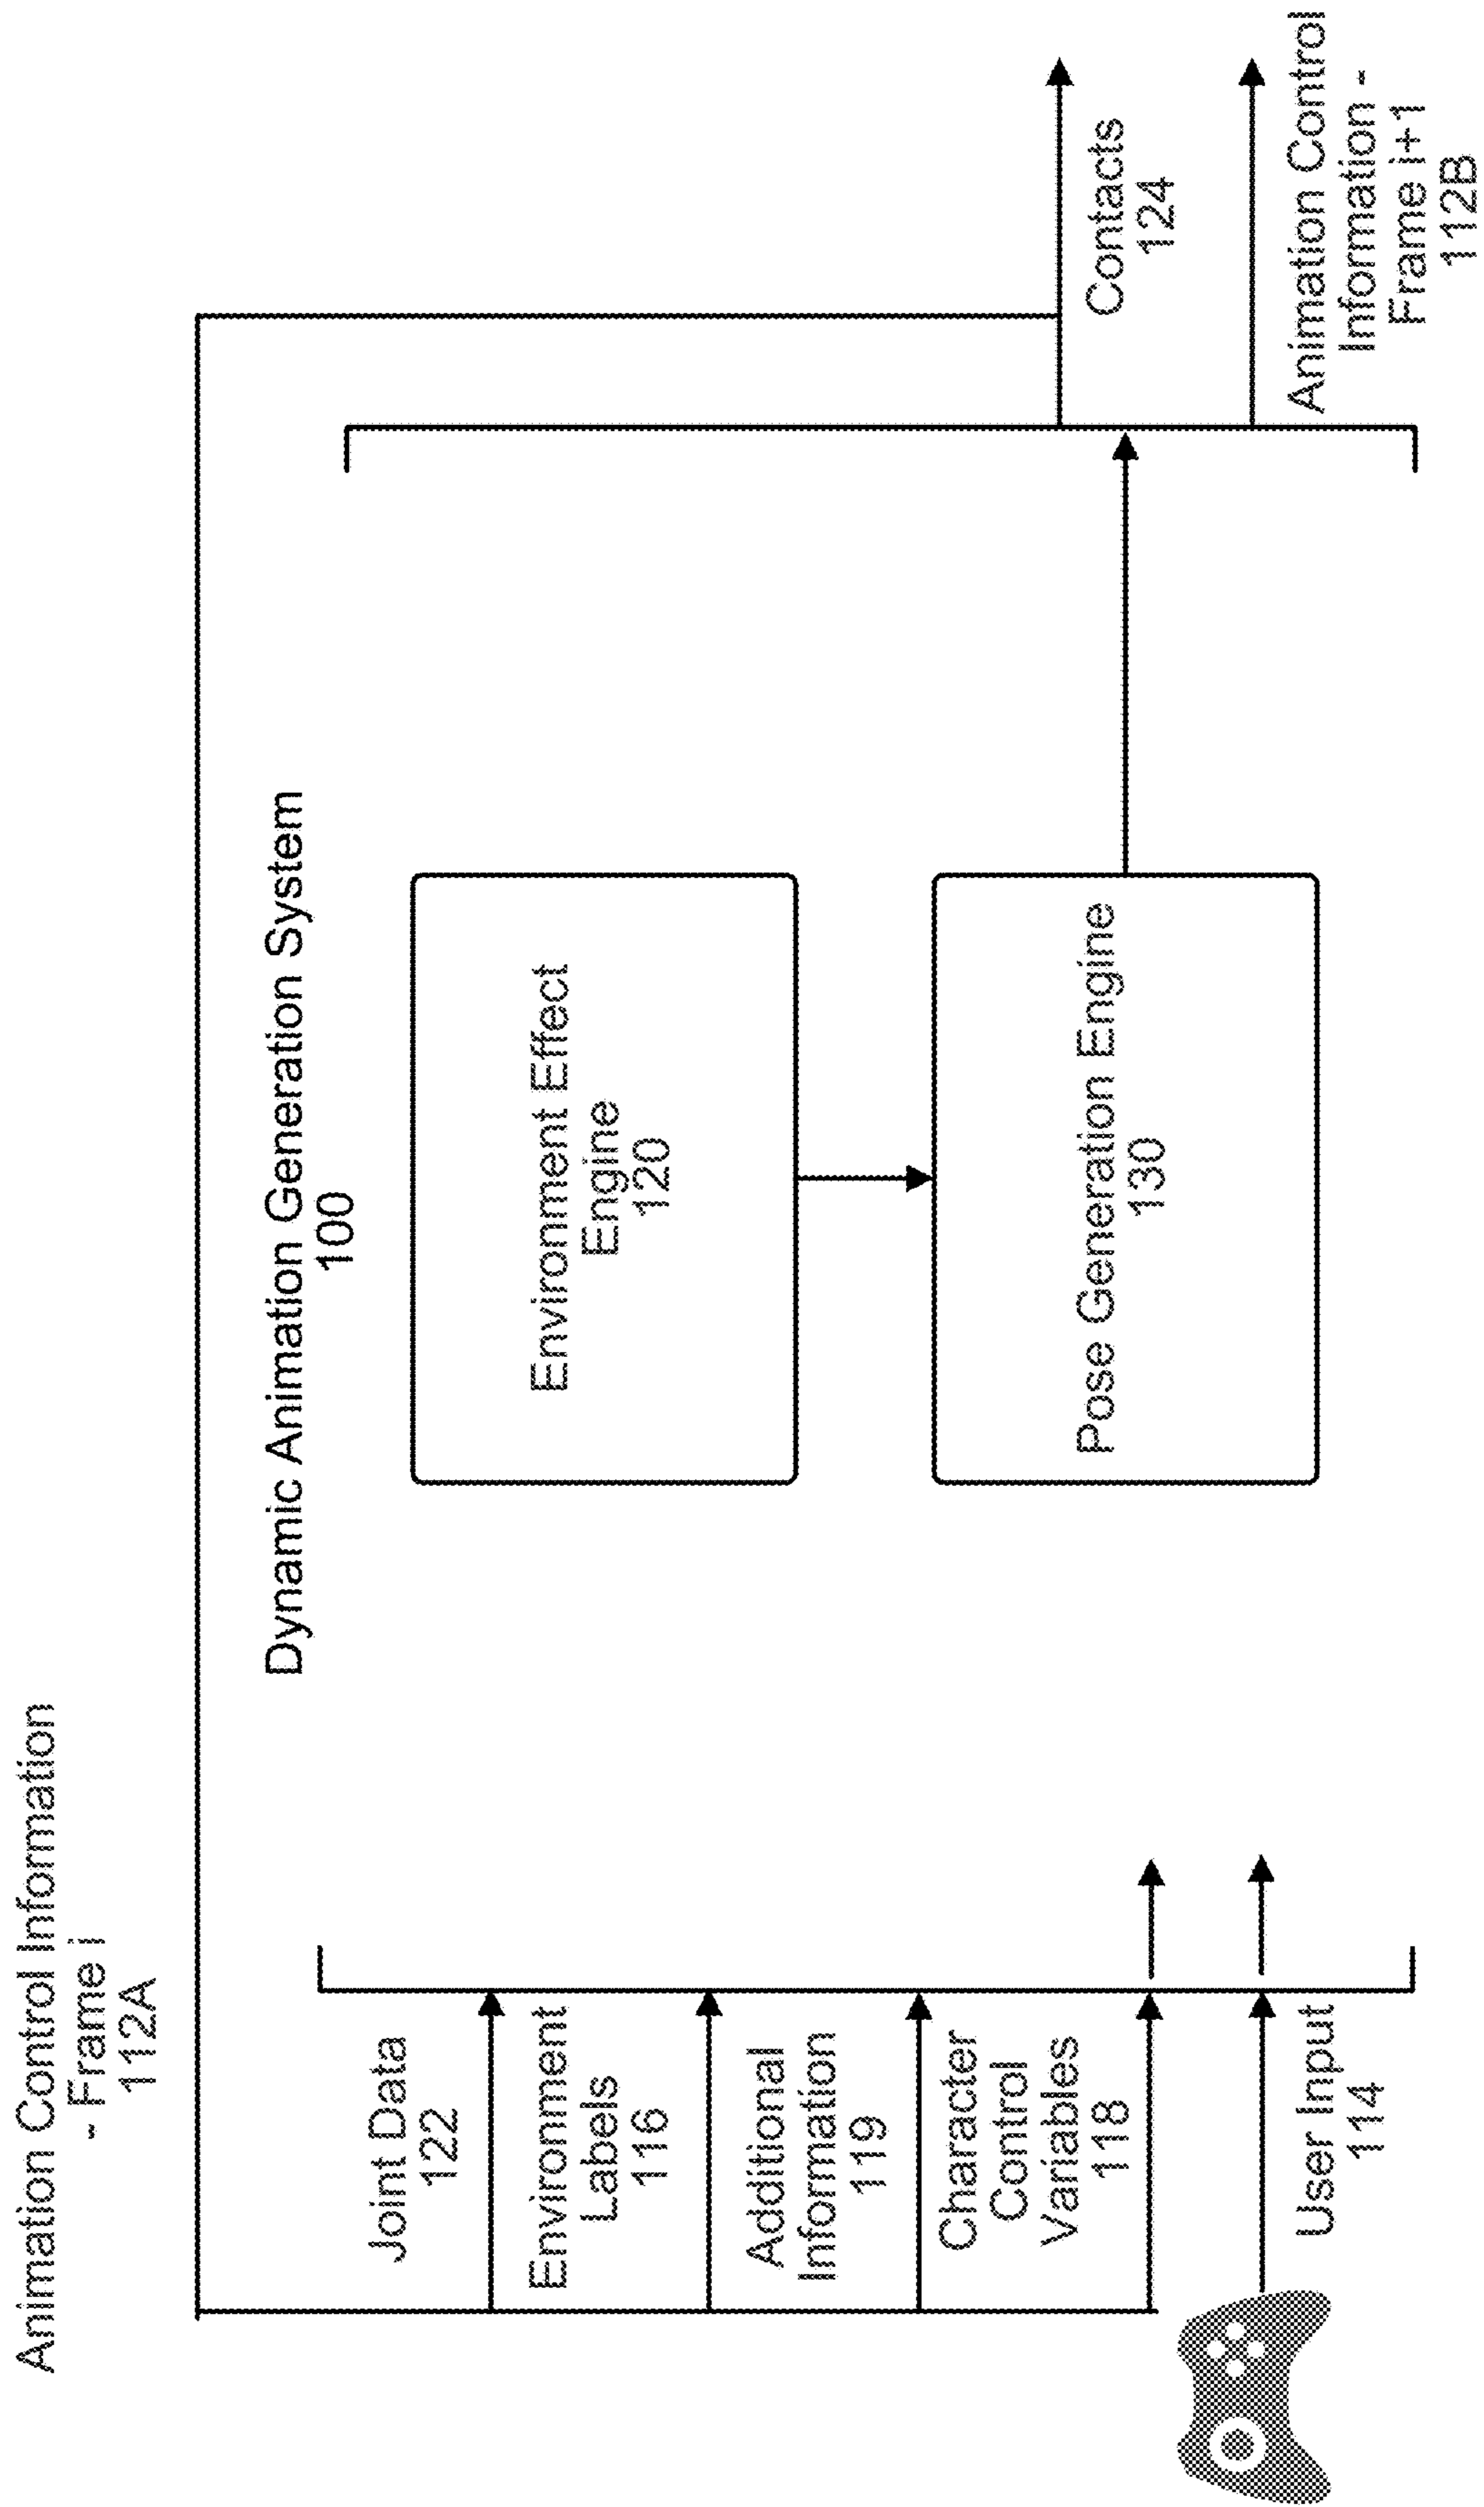 Animation Control Information
- Frame i
112A
Dynamic Animation Generation System
100
Joint Data
122
Environment
Labels
116
Additional
Information
119
Character
Control
Variables
118
User Input
114
Environment Effect
Engine
120
Pose Generation Engine
130
Contacts
124
Animation Control
Information -
Frame i+1
112B